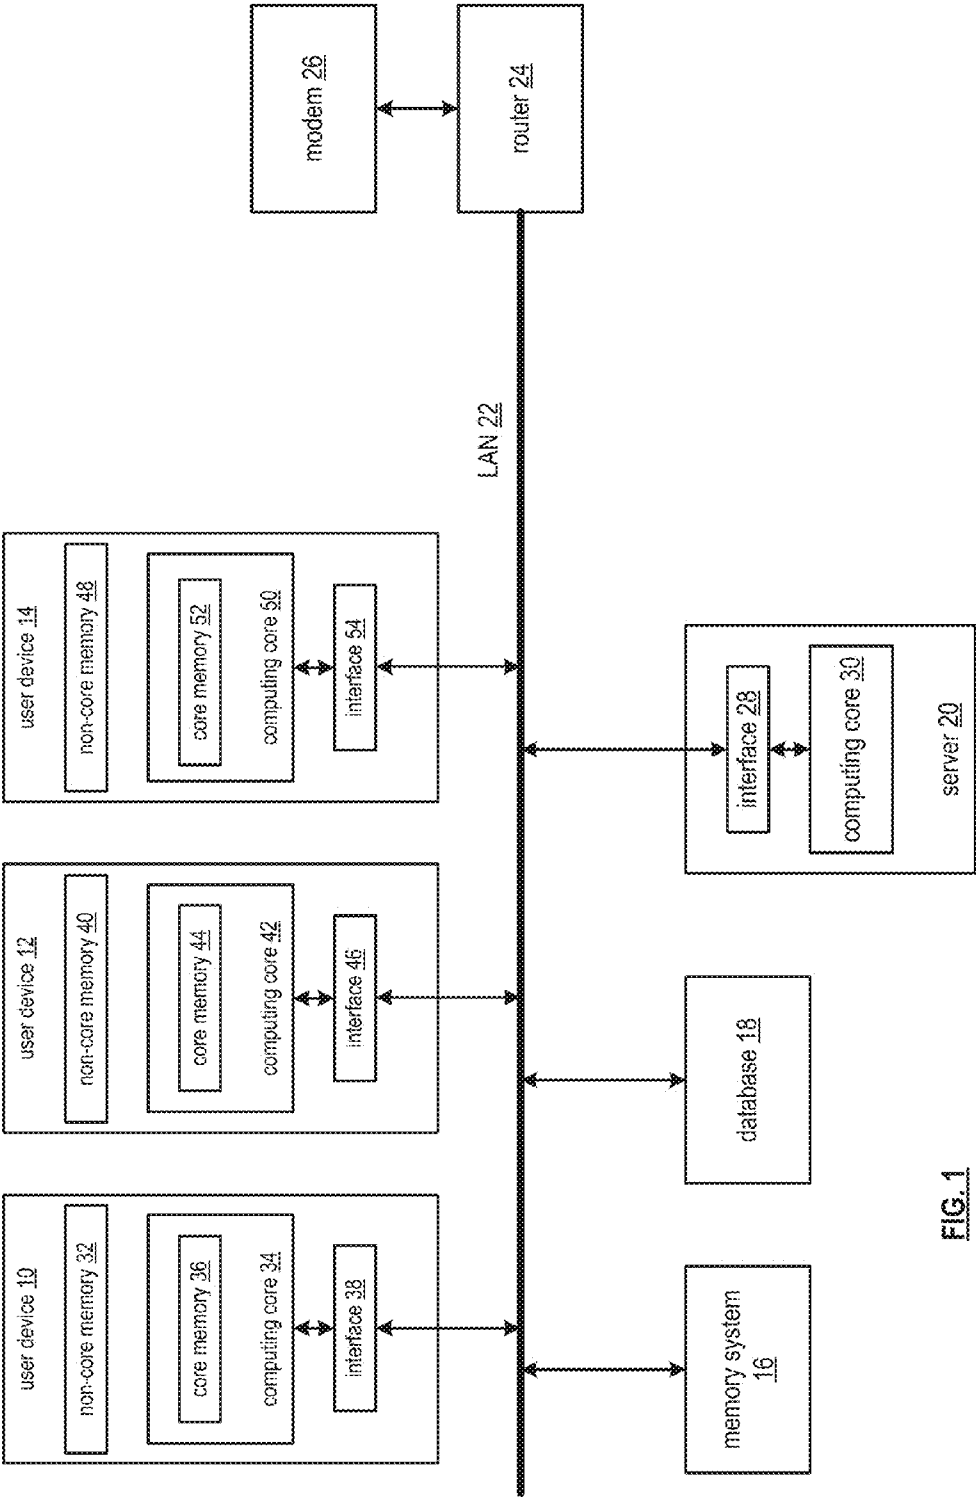 user device 10
non-core memory 32
core memory 36
computing core 34
interface 38
user device 12
non-core memory 40
core memory 44
computing core 42
interface 46
user device 14
non-core memory 48
core memory 52
computing core 50
interface 54
modem 26
router 24
LAN 22
memory system
16
database 18
interface 28
computing core 30
server 20
FIG. 1